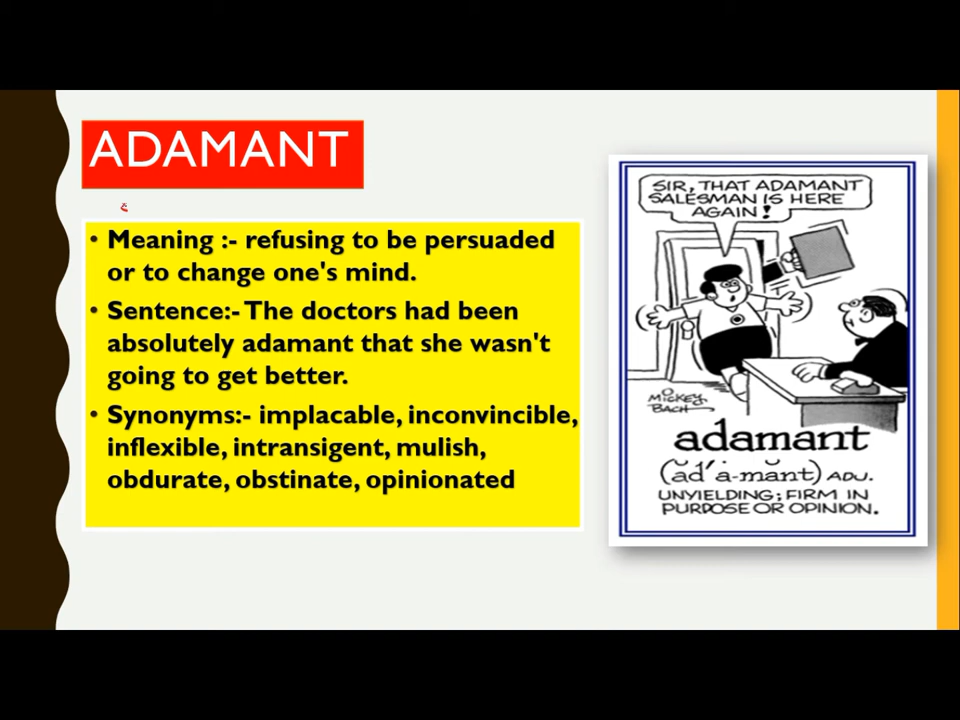 ADAMANT
• Meaning :- refusing to be persuaded
or to change one's mind.
• Sentence:- The doctors had been
absolutely adamant that she wasn't
going to get better.
• Synonyms:- implacable, inconvincible,
inflexible, intransigent, mulish,
obdurate, obstinate, opinionated
SIR, THAT ADAMANT
SALESMAN IS HERE
AGAIN!
MICKEY
BACH
adamant
(ăd′a-mănt) ADJ.
UNYIELDING; FIRM IN
PURPOSE OR OPINION.